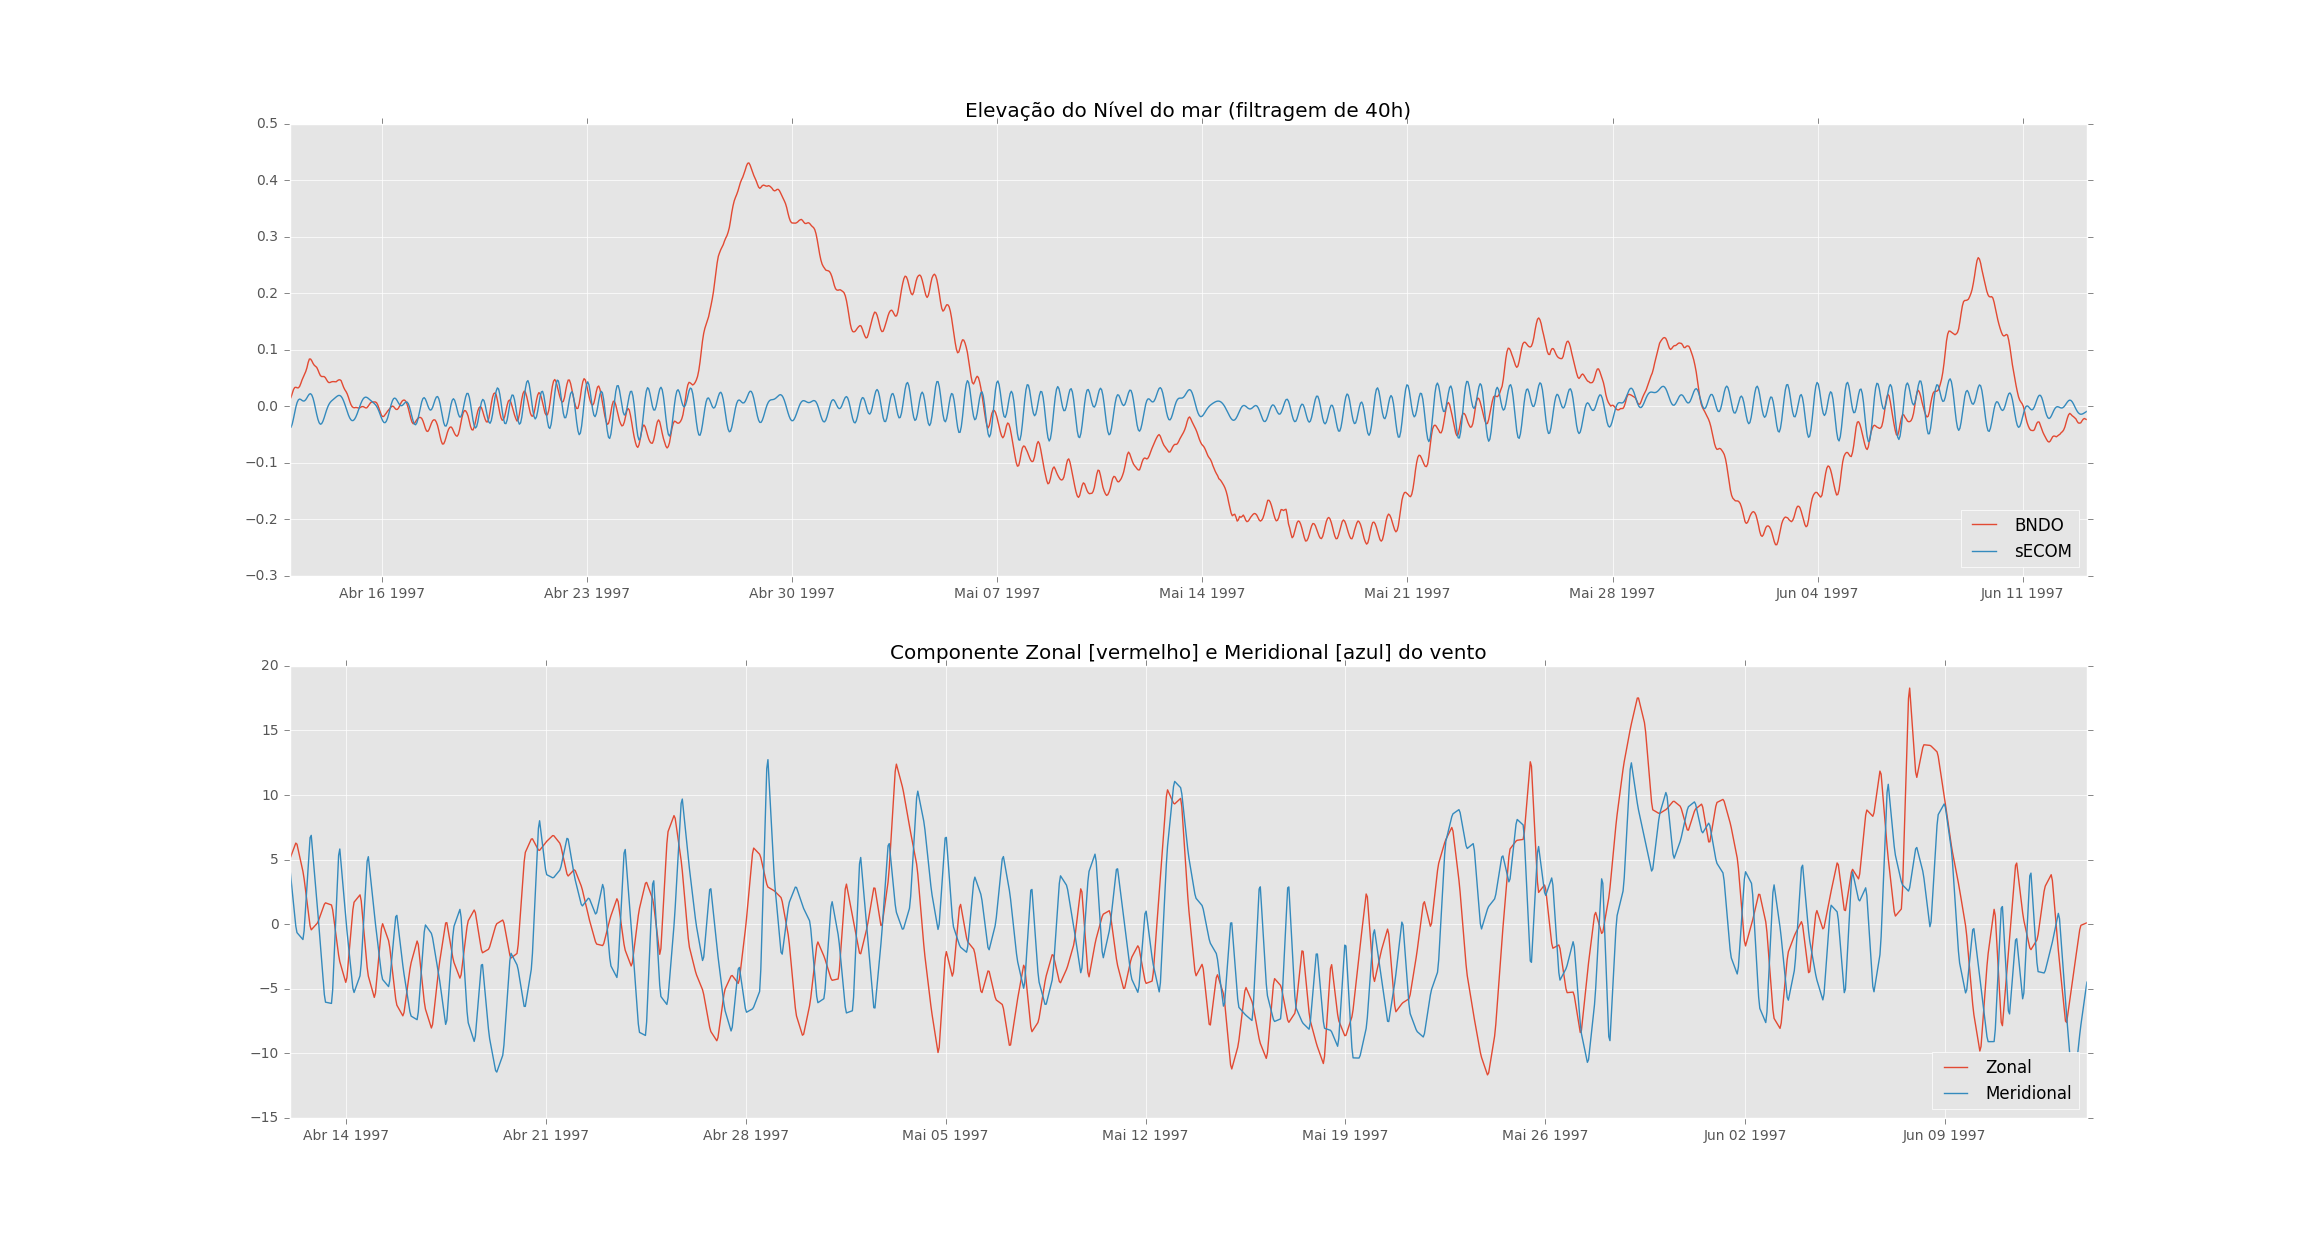 Elevação do Nível do mar (filtragem de 40h)
0.5
0.4
0.3
0.2
0.1
0.0
−0.1
−0.2
−0.3
BNDO
sECOM
Abr 16 1997 Abr 23 1997 Abr 30 1997 Mai 07 1997 Mai 14 1997 Mai 21 1997 Mai 28 1997 Jun 04 1997 Jun 11 1997
Componente Zonal [vermelho] e Meridional [azul] do vento
20
15
10
5
0
−5
−10
−15
Zonal
Meridional
Abr 14 1997 Abr 21 1997 Abr 28 1997 Mai 05 1997 Mai 12 1997 Mai 19 1997 Mai 26 1997 Jun 02 1997 Jun 09 1997